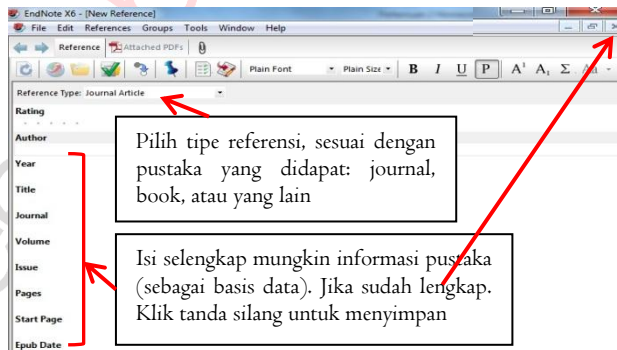 EndNote X6 - [New Reference]
File Edit References Groups Tools Window Help
Reference Attached PDFs
Plain Font Plain Size B I U P A¹ A₁ Σ
Reference Type: Journal Article
Rating
Author
Pilih tipe referensi, sesuai dengan
pustaka yang didapat: journal,
book, atau yang lain
Year
Title
Journal
Volume
Isi selengkap mungkin informasi pustaka
(sebagai basis data). Jika sudah lengkap.
Klik tanda silang untuk menyimpan
Issue
Pages
Start Page
Epub Date